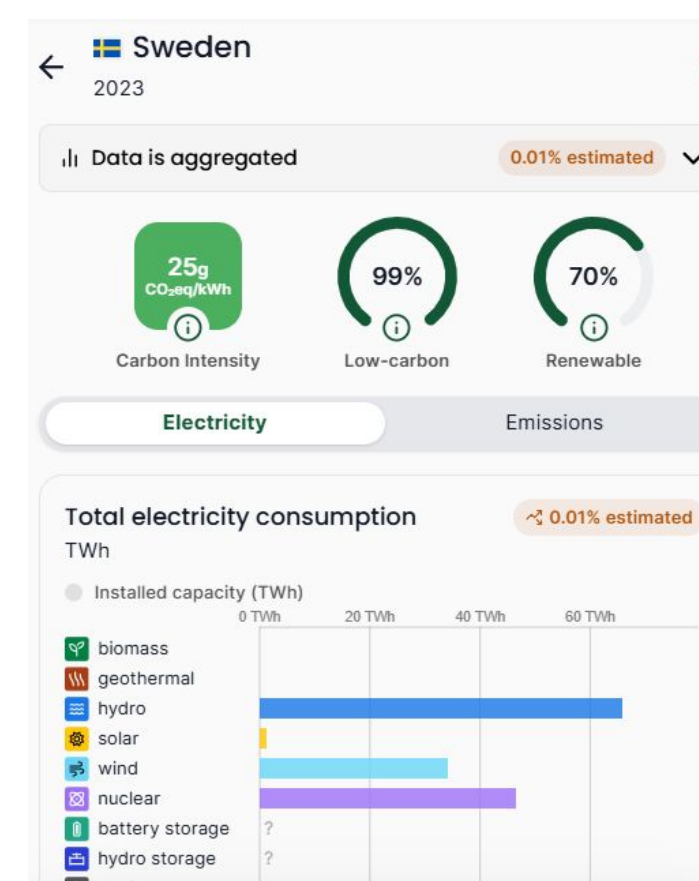 Sweden
2023
Data is aggregated 0.01% estimated
25g
CO₂eq/kWh
99%
70%
Carbon Intensity Low-carbon Renewable
Electricity Emissions
Total electricity consumption 0.01% estimated
TWh
Installed capacity (TWh)
0 TWh 20 TWh 40 TWh 60 TWh
biomass
geothermal
hydro
solar
wind
nuclear
battery storage ?
hydro storage ?